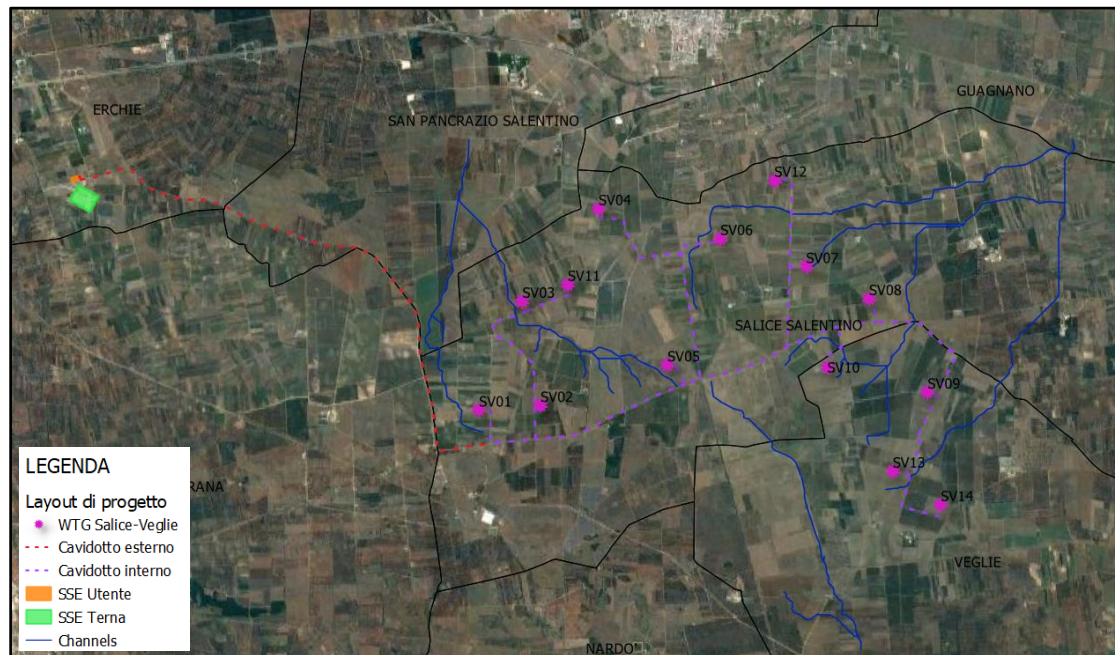 GUAGNANO
ERCHIE
SAN PANCRAZIO SALENTINO
SV12
SV04
SV06
SV07
SV11
SV03
SV08
SALICE SALENTINO
SV05
SV10
SV09
SV01
SV02
SV13
SV14
RANA
VEGLIE
NARDO'
LEGENDA
Layout di progetto
WTG Salice-Veglie
Cavidotto esterno
Cavidotto interno
SSE Utente
SSE Terna
Channels